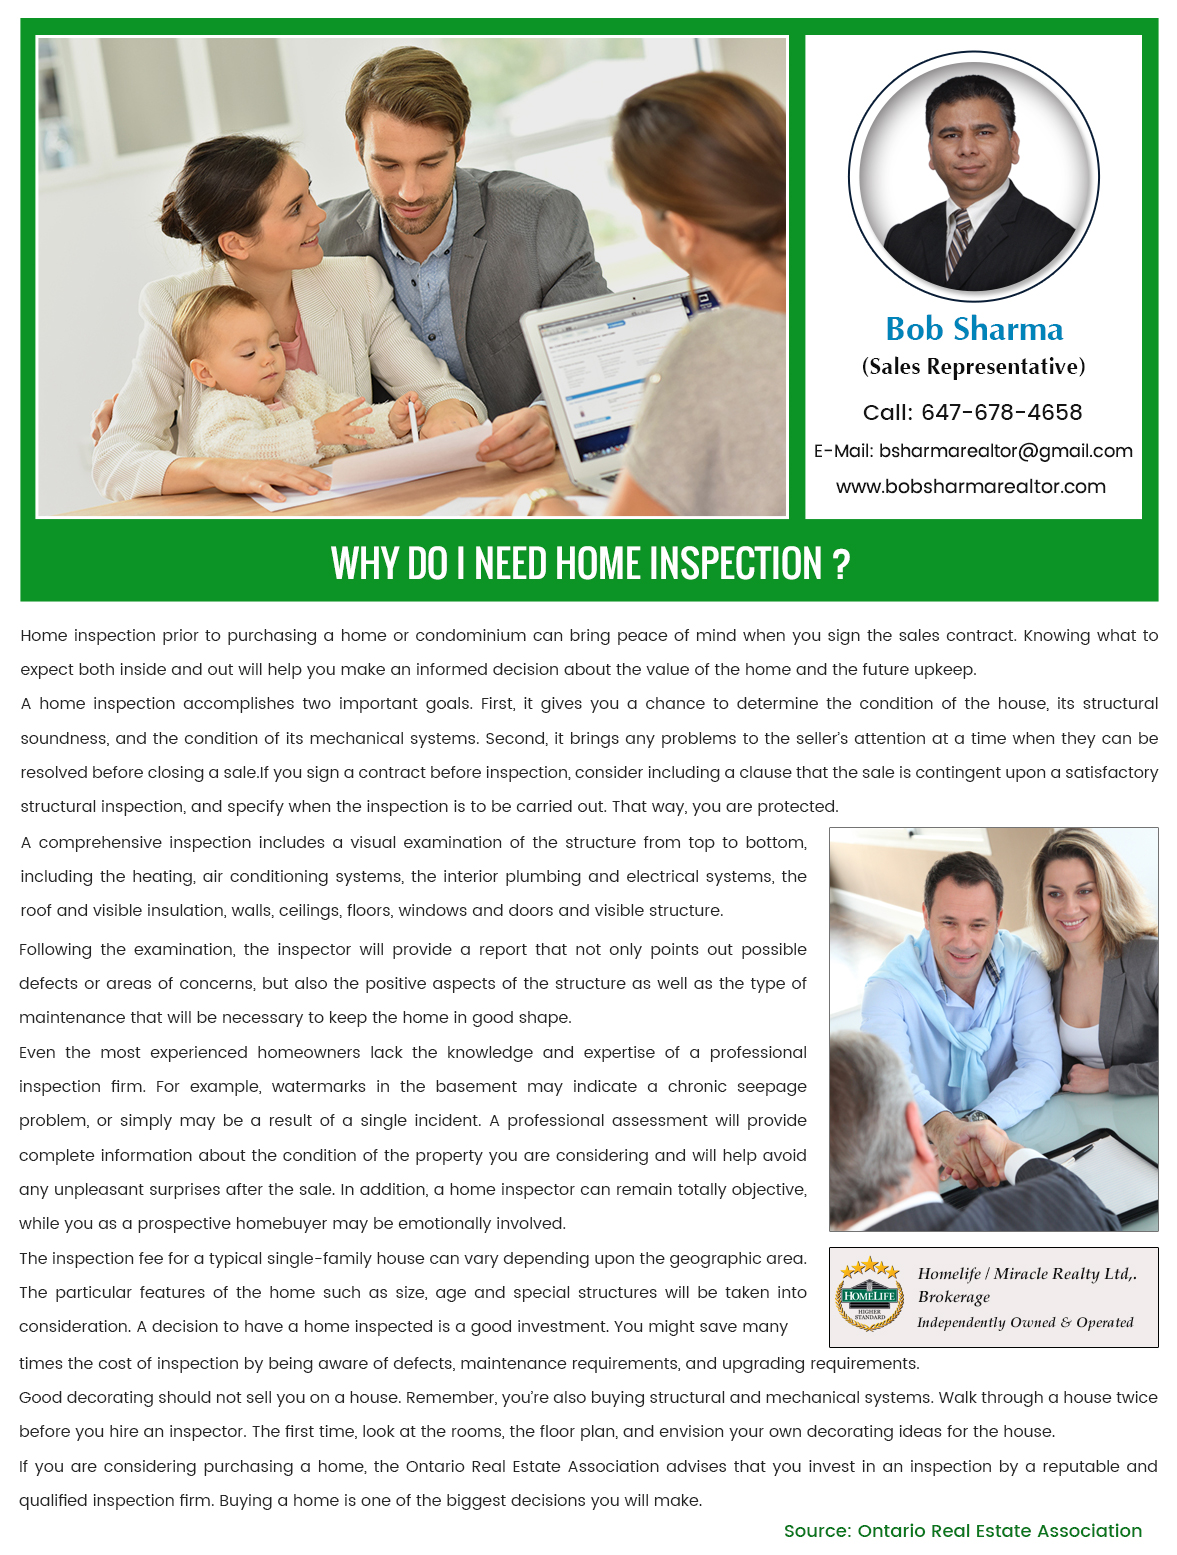 Bob Sharma
(Sales Representative)
Call: 647-678-4658
E-Mail: bsharmarealtor@gmail.com
www.bobsharmarealtor.com
WHY DO I NEED HOME INSPECTION ?
Home inspection prior to purchasing a home or condominium can bring peace of mind when you sign the sales contract. Knowing what to
expect both inside and out will help you make an informed decision about the value of the home and the future upkeep.
A home inspection accomplishes two important goals. First, it gives you a chance to determine the condition of the house, its structural
soundness, and the condition of its mechanical systems. Second, it brings any problems to the seller's attention at a time when they can be
resolved before closing a sale.If you sign a contract before inspection, consider including a clause that the sale is contingent upon a satisfactory
structural inspection, and specify when the inspection is to be carried out. That way, you are protected.
A comprehensive inspection includes a visual examination of the structure from top to bottom,
including the heating, air conditioning systems, the interior plumbing and electrical systems, the
roof and visible insulation, walls, ceilings, floors, windows and doors and visible structure.
Following the examination, the inspector will provide a report that not only points out possible
defects or areas of concerns, but also the positive aspects of the structure as well as the type of
maintenance that will be necessary to keep the home in good shape.
Even the most experienced homeowners lack the knowledge and expertise of a professional
inspection firm. For example, watermarks in the basement may indicate a chronic seepage
problem, or simply may be a result of a single incident. A professional assessment will provide
complete information about the condition of the property you are considering and will help avoid
any unpleasant surprises after the sale. In addition, a home inspector can remain totally objective,
while you as a prospective homebuyer may be emotionally involved.
The inspection fee for a typical single-family house can vary depending upon the geographic area.
The particular features of the home such as size, age and special structures will be taken into
consideration. A decision to have a home inspected is a good investment. You might save many
times the cost of inspection by being aware of defects, maintenance requirements, and upgrading requirements.
Good decorating should not sell you on a house. Remember, you're also buying structural and mechanical systems. Walk through a house twice
before you hire an inspector. The first time, look at the rooms, the floor plan, and envision your own decorating ideas for the house.
If you are considering purchasing a home, the Ontario Real Estate Association advises that you invest in an inspection by a reputable and
qualified inspection firm. Buying a home is one of the biggest decisions you will make.
HOMELIFE
HIGHER
STANDARD
Homelife / Miracle Realty Ltd,.
Brokerage
Independently Owned & Operated
Source: Ontario Real Estate Association